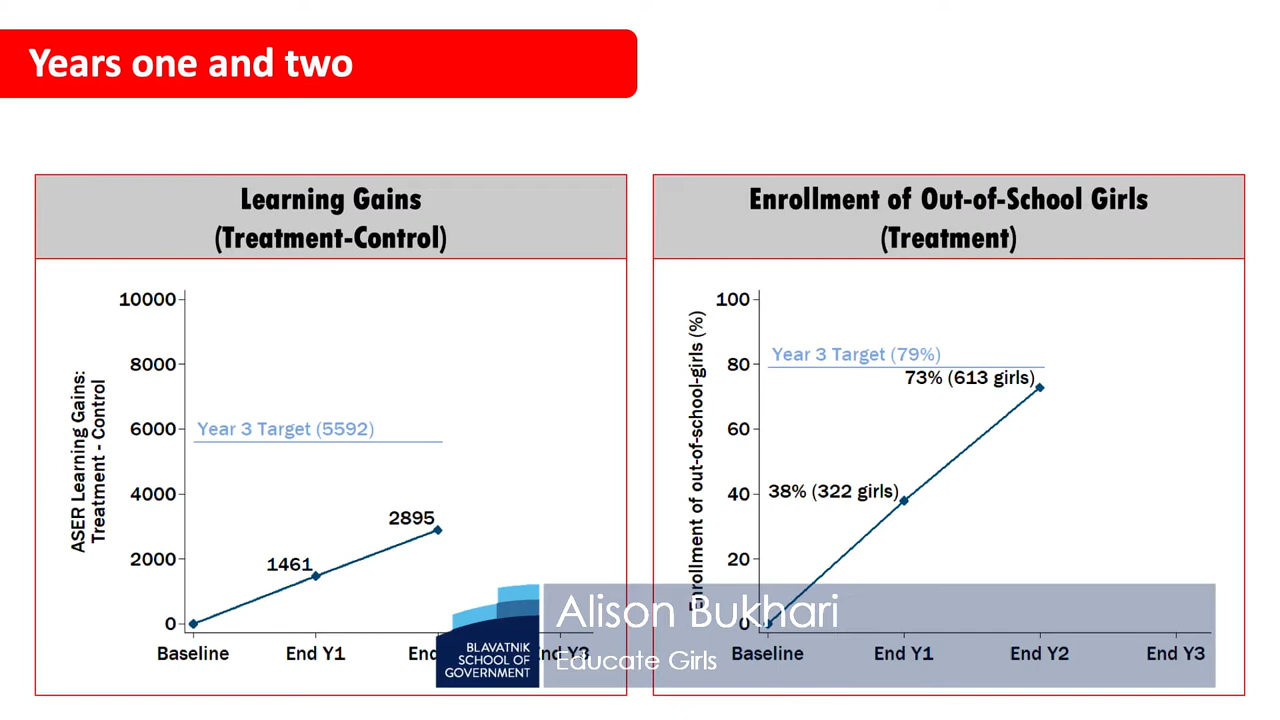 Years one and two
Learning Gains
(Treatment-Control)
ASER Learning Gains:
Treatment - Control
10000
8000
6000
4000
2000
0
Year 3 Target (5592)
1461
2895
Baseline
End Y1
End
End Y3
Enrollment of Out-of-School Girls
(Treatment)
Enrollment of out-of-school-girls (%)
100
80
60
40
20
0
Year 3 Target (79%)
73% (613 girls)
38% (322 girls)
Baseline
End Y1
End Y2
End Y3
BLAVATNIK
SCHOOL OF
GOVERNMENT
Alison Bukhari
Educate Girls